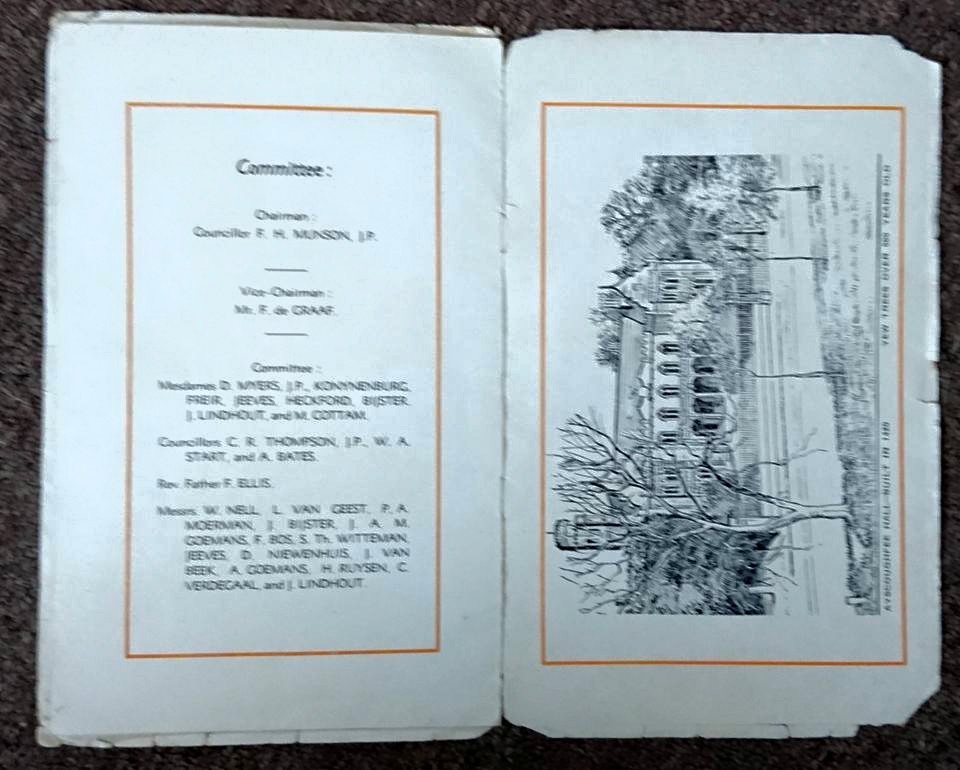 Committee :
Chairman :
Councillor F. H. MUNSON, J.P.
Vice-Chairman :
Mr. F. de GRAAF.
Committee :
Mesdames D. MYERS, J.P., KONYNENBURG,
FREIR, JEEVES, HECKFORD, BIJSTER,
J. LINDHOUT, and M. COTTAM.
Councillors C. R. THOMPSON, J.P., W. A.
START, and A. BATES.
Rev. Father F. ELLIS.
Messrs. W. NELL, L. VAN GEEST, P. A.
MOERMAN, J. BIJSTER, J. A. M.
GOEMANS, F. BOS, S. Th. WITTEMAN,
JEEVES, D. NIEWENHUIS, J. VAN
BEEK, A. GOEMANS, H. RUYSEN, C.
VERDEGAAL, and J. LINDHOUT.
AYSCOUGHFEE HALL BUILT IN YEW TREES OVER YEARS OLD